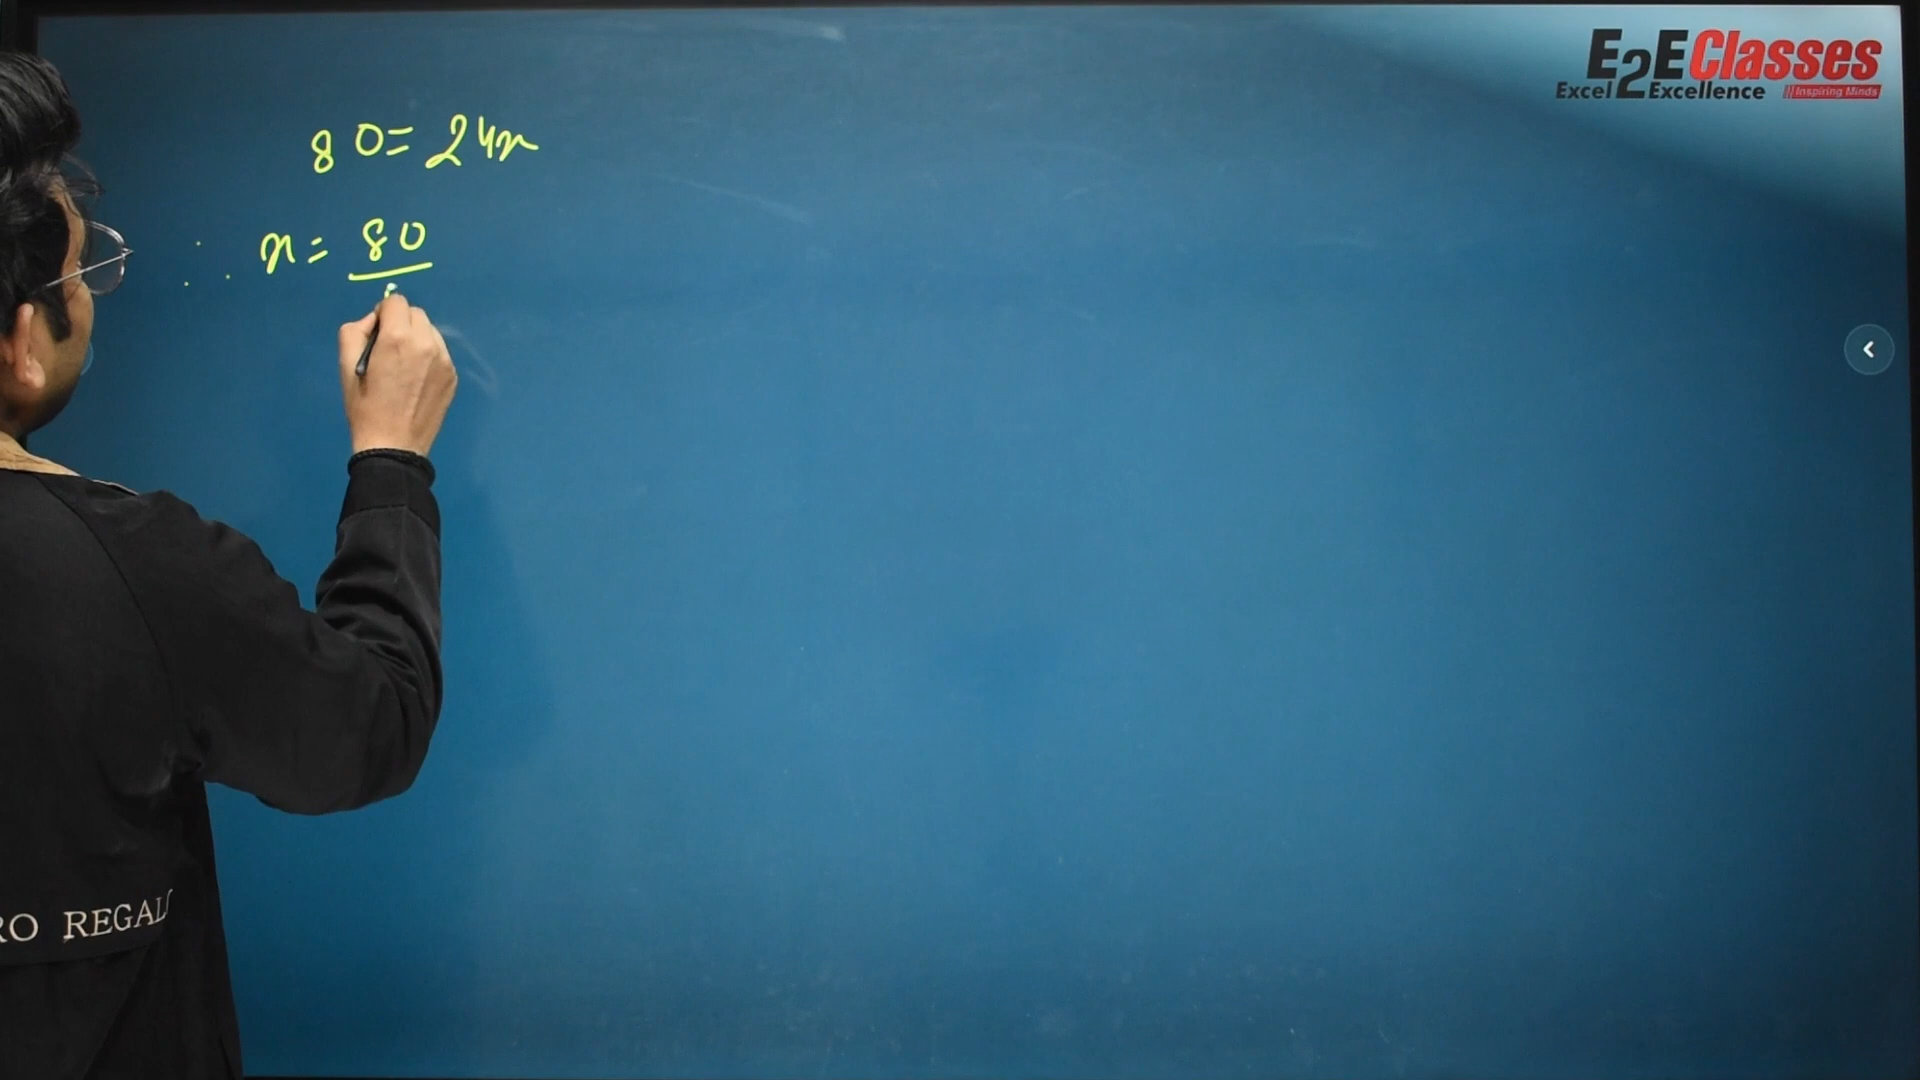 E2E Classes
Excel 2 Excellence Inspiring Minds
80 = 24x
∴ x = 80
RO REGAL